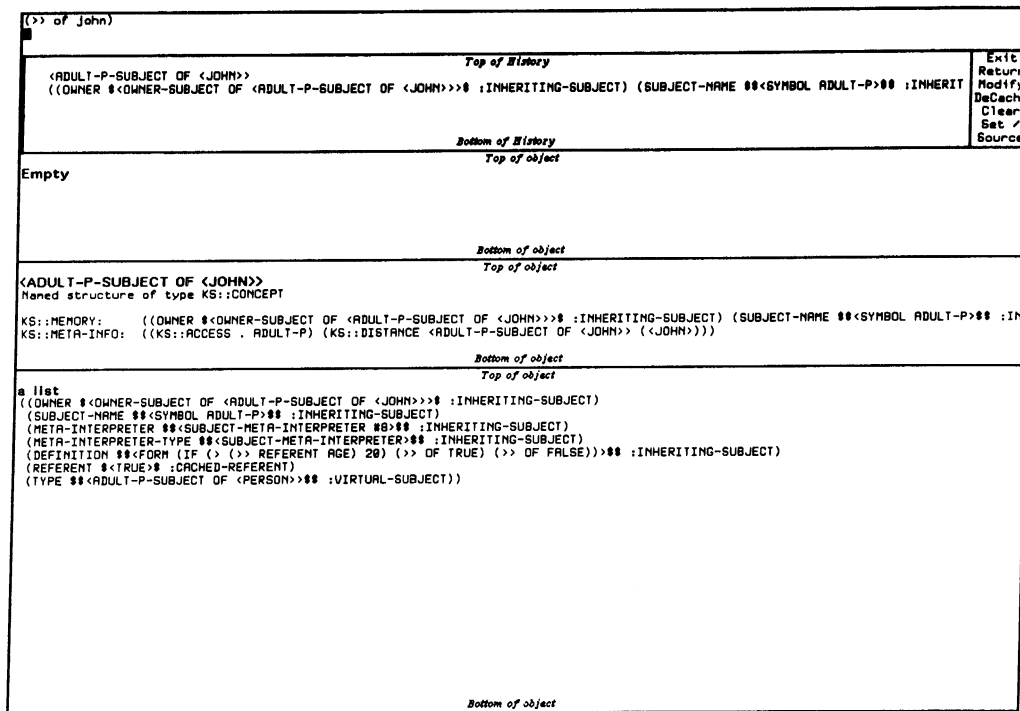 (>> of john)
Top of History
<ADULT-P-SUBJECT OF <JOHN>>
((OWNER $<OWNER-SUBJECT OF <ADULT-P-SUBJECT OF <JOHN>>>$ :INHERITING-SUBJECT) (SUBJECT-NAME $$<SYMBOL ADULT-P>$$ :INHERIT
Bottom of History
Exit
Return
Modify
DeCach
Clear
Set /
Source
Top of object
Empty
Bottom of object
Top of object
<ADULT-P-SUBJECT OF <JOHN>>
Named structure of type KS::CONCEPT
KS::MEMORY: ((OWNER $<OWNER-SUBJECT OF <ADULT-P-SUBJECT OF <JOHN>>>$ :INHERITING-SUBJECT) (SUBJECT-NAME $$<SYMBOL ADULT-P>$$ :IN
KS::META-INFO: ((KS::ACCESS . ADULT-P) (KS::DISTANCE <ADULT-P-SUBJECT OF <JOHN>> (<JOHN>)))
Bottom of object
Top of object
a list
((OWNER $<OWNER-SUBJECT OF <ADULT-P-SUBJECT OF <JOHN>>>$ :INHERITING-SUBJECT)
(SUBJECT-NAME $$<SYMBOL ADULT-P>$$ :INHERITING-SUBJECT)
(META-INTERPRETER $$<SUBJECT-META-INTERPRETER #8>$$ :INHERITING-SUBJECT)
(META-INTERPRETER-TYPE $$<SUBJECT-META-INTERPRETER>$$ :INHERITING-SUBJECT)
(DEFINITION $$<FORM (IF (> (>> REFERENT AGE) 20) (>> OF TRUE) (>> OF FALSE))>$$ :INHERITING-SUBJECT)
(REFERENT $<TRUE>$ :CACHED-REFERENT)
(TYPE $$<ADULT-P-SUBJECT OF <PERSON>>$$ :VIRTUAL-SUBJECT))
Bottom of object